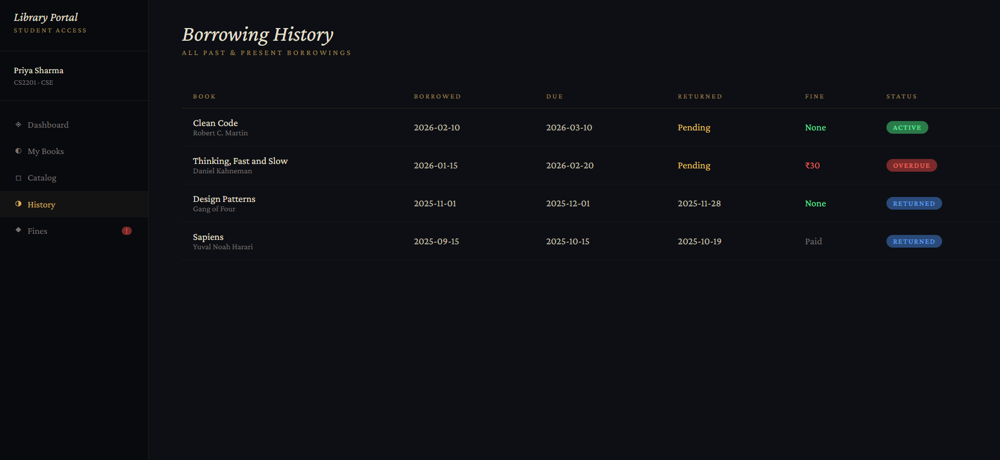 Library Portal
STUDENT ACCESS
Priya Sharma
CS2201 · CSE
Dashboard
My Books
Catalog
History
Fines !
Borrowing History
ALL PAST & PRESENT BORROWINGS
BOOK BORROWED DUE RETURNED FINE STATUS
Clean Code
Robert C. Martin
2026-02-10 2026-03-10 Pending None ACTIVE
Thinking, Fast and Slow
Daniel Kahneman
2026-01-15 2026-02-20 Pending ₹30 OVERDUE
Design Patterns
Gang of Four
2025-11-01 2025-12-01 2025-11-28 None RETURNED
Sapiens
Yuval Noah Harari
2025-09-15 2025-10-15 2025-10-19 Paid RETURNED